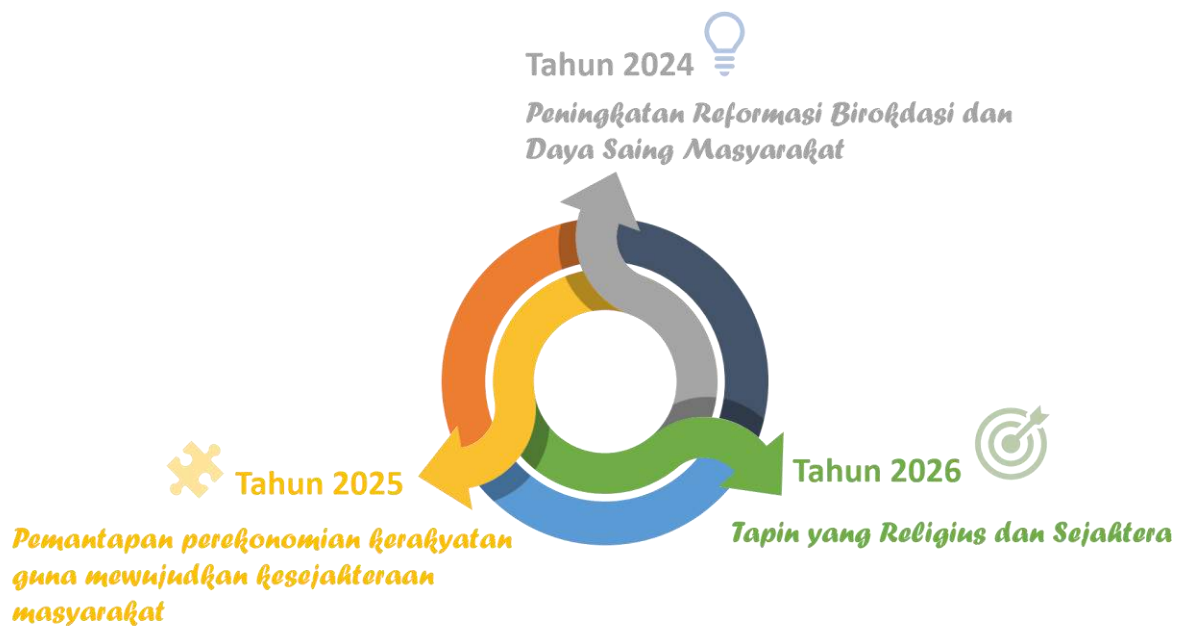 Tahun 2024
Peningkatan Reformasi Birokdasi dan
Daya Saing Masyarakat
Tahun 2025
Pemantapan perekonomian kerakyatan
guna mewujudkan kesejahteraan
masyarakat
Tahun 2026
Tapin yang Religius dan Sejahtera